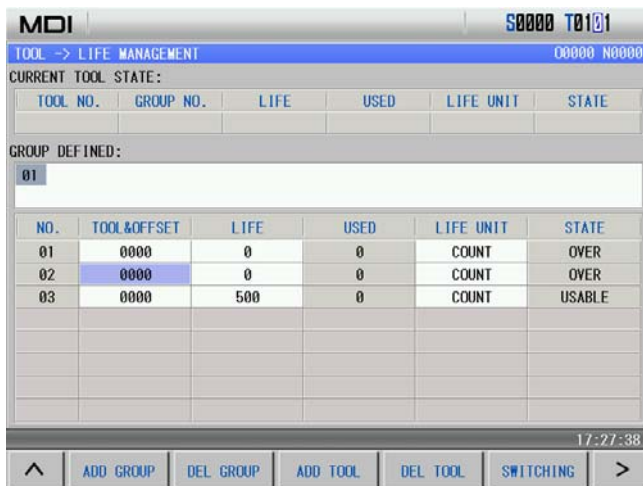 MDI S0000 T0101
TOOL -> LIFE MANAGEMENT O0000 N0000
CURRENT TOOL STATE:
TOOL NO. GROUP NO. LIFE USED LIFE UNIT STATE
GROUP DEFINED:
01
NO. TOOL&OFFSET LIFE USED LIFE UNIT STATE
01 0000 0 0 COUNT OVER
02 0000 0 0 COUNT OVER
03 0000 500 0 COUNT USABLE
17:27:38
^ ADD GROUP DEL GROUP ADD TOOL DEL TOOL SWITCHING >